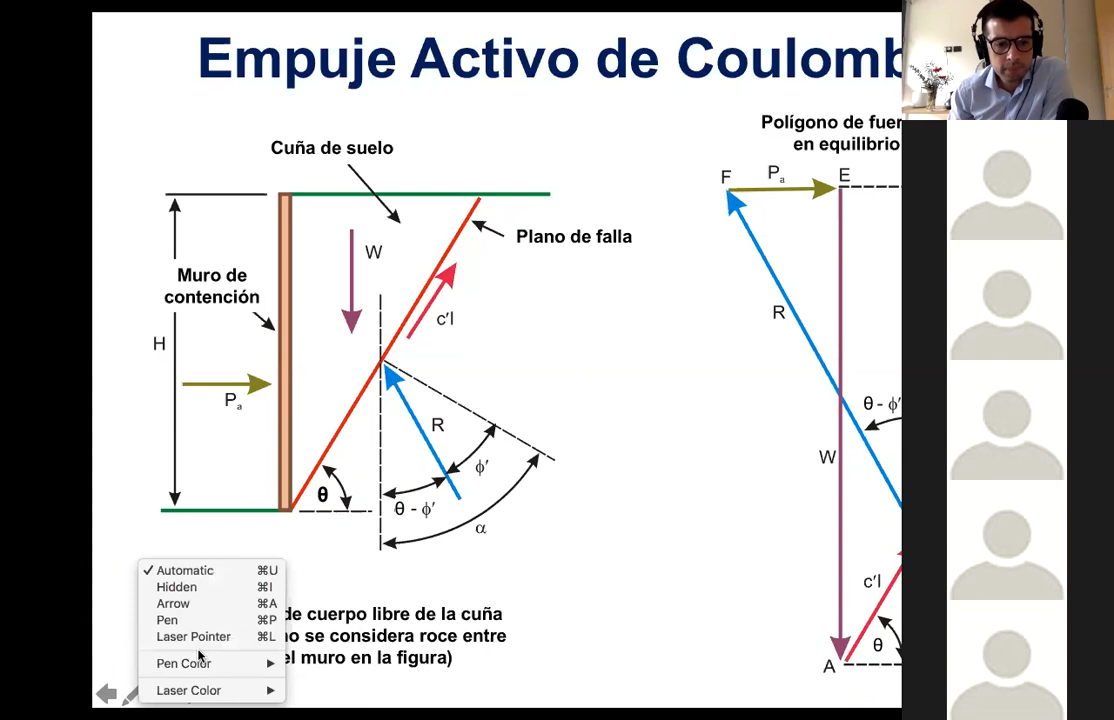 Empuje Activo de Coulomb
Polígono de fuer
en equilibrio
Cuña de suelo
F
Pa
E
Plano de falla
W
Muro de
contención
c'l
R
H
θ - ϕ'
Pa
R
W
ϕ'
θ
θ - ϕ'
α
✓ Automatic ⌘U
Hidden ⌘I
Arrow ⌘A
Pen ⌘P
Laser Pointer ⌘L
Pen Color
Laser Color
de cuerpo libre de la cuña
no se considera roce entre
el muro en la figura)
c'l
θ
A